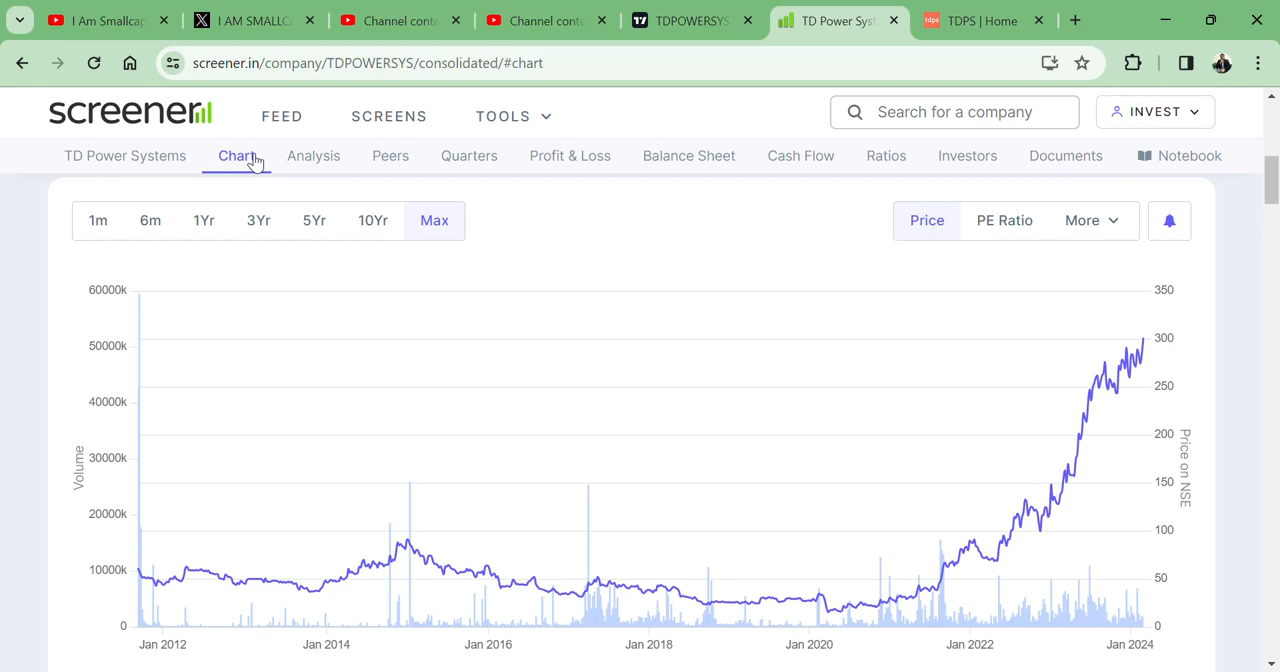 I Am Smallcap
I AM SMALLC
Channel conte
Channel conte
TDPOWERSYS
TD Power Syst
tdps
TDPS | Home
screener.in/company/TDPOWERSYS/consolidated/#chart
screener
FEED
SCREENS
TOOLS
Search for a company
INVEST
TD Power Systems
Chart
Analysis
Peers
Quarters
Profit & Loss
Balance Sheet
Cash Flow
Ratios
Investors
Documents
Notebook
1m
6m
1Yr
3Yr
5Yr
10Yr
Max
Price
PE Ratio
More
60000k
50000k
40000k
30000k
20000k
10000k
0
Volume
350
300
250
200
150
100
50
0
Price on NSE
Jan 2012
Jan 2014
Jan 2016
Jan 2018
Jan 2020
Jan 2022
Jan 2024